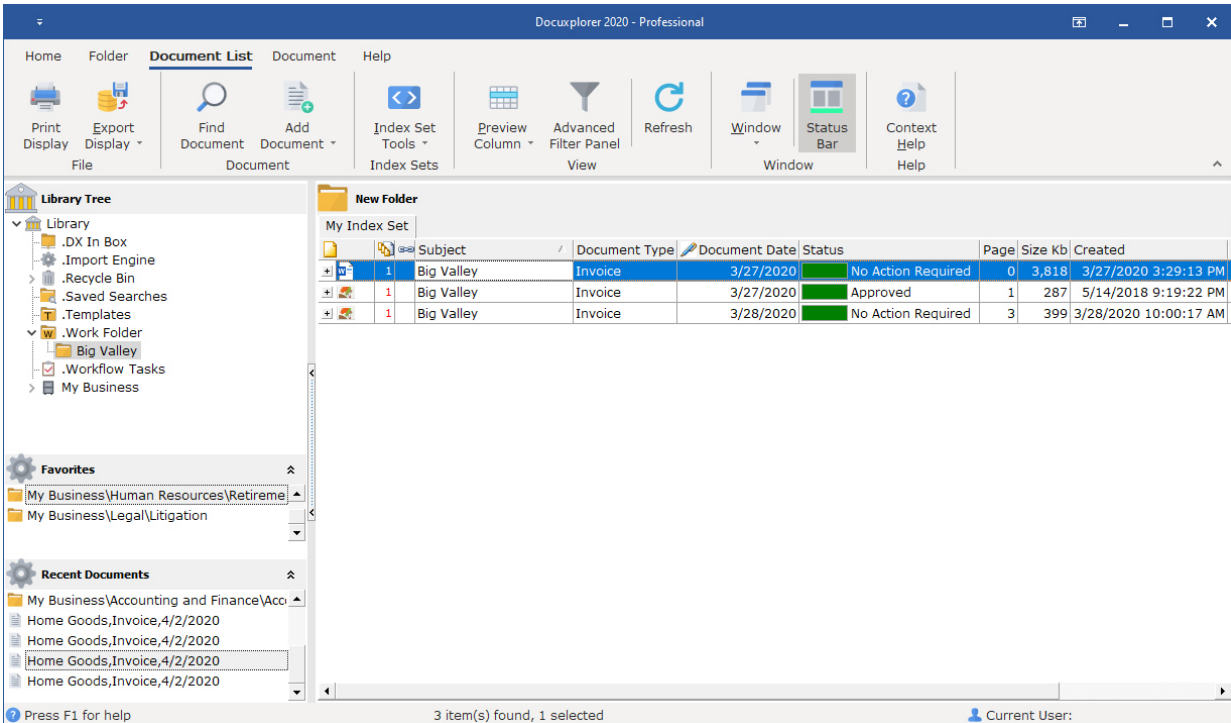 Docuxplorer 2020 - Professional
Home Folder Document List Document Help
Print Display
Export Display
Find Document
Add Document
Index Set Tools
Preview Column
Advanced Filter Panel
Refresh
Window
Status Bar
Context Help
File Document Index Sets View Window Help
Library Tree
Library
.DX In Box
.Import Engine
.Recycle Bin
.Saved Searches
.Templates
.Work Folder
Big Valley
.Workflow Tasks
My Business
Favorites
My Business\Human Resources\Retireme
My Business\Legal\Litigation
Recent Documents
My Business\Accounting and Finance\Acc
Home Goods,Invoice,4/2/2020
Home Goods,Invoice,4/2/2020
Home Goods,Invoice,4/2/2020
Home Goods,Invoice,4/2/2020
New Folder
My Index Set
Subject Document Type Document Date Status Page Size Kb Created
1 Big Valley Invoice 3/27/2020 No Action Required 0 3,818 3/27/2020 3:29:13 PM
1 Big Valley Invoice 3/27/2020 Approved 1 287 5/14/2018 9:19:22 PM
1 Big Valley Invoice 3/28/2020 No Action Required 3 399 3/28/2020 10:00:17 AM
Press F1 for help 3 item(s) found, 1 selected Current User: